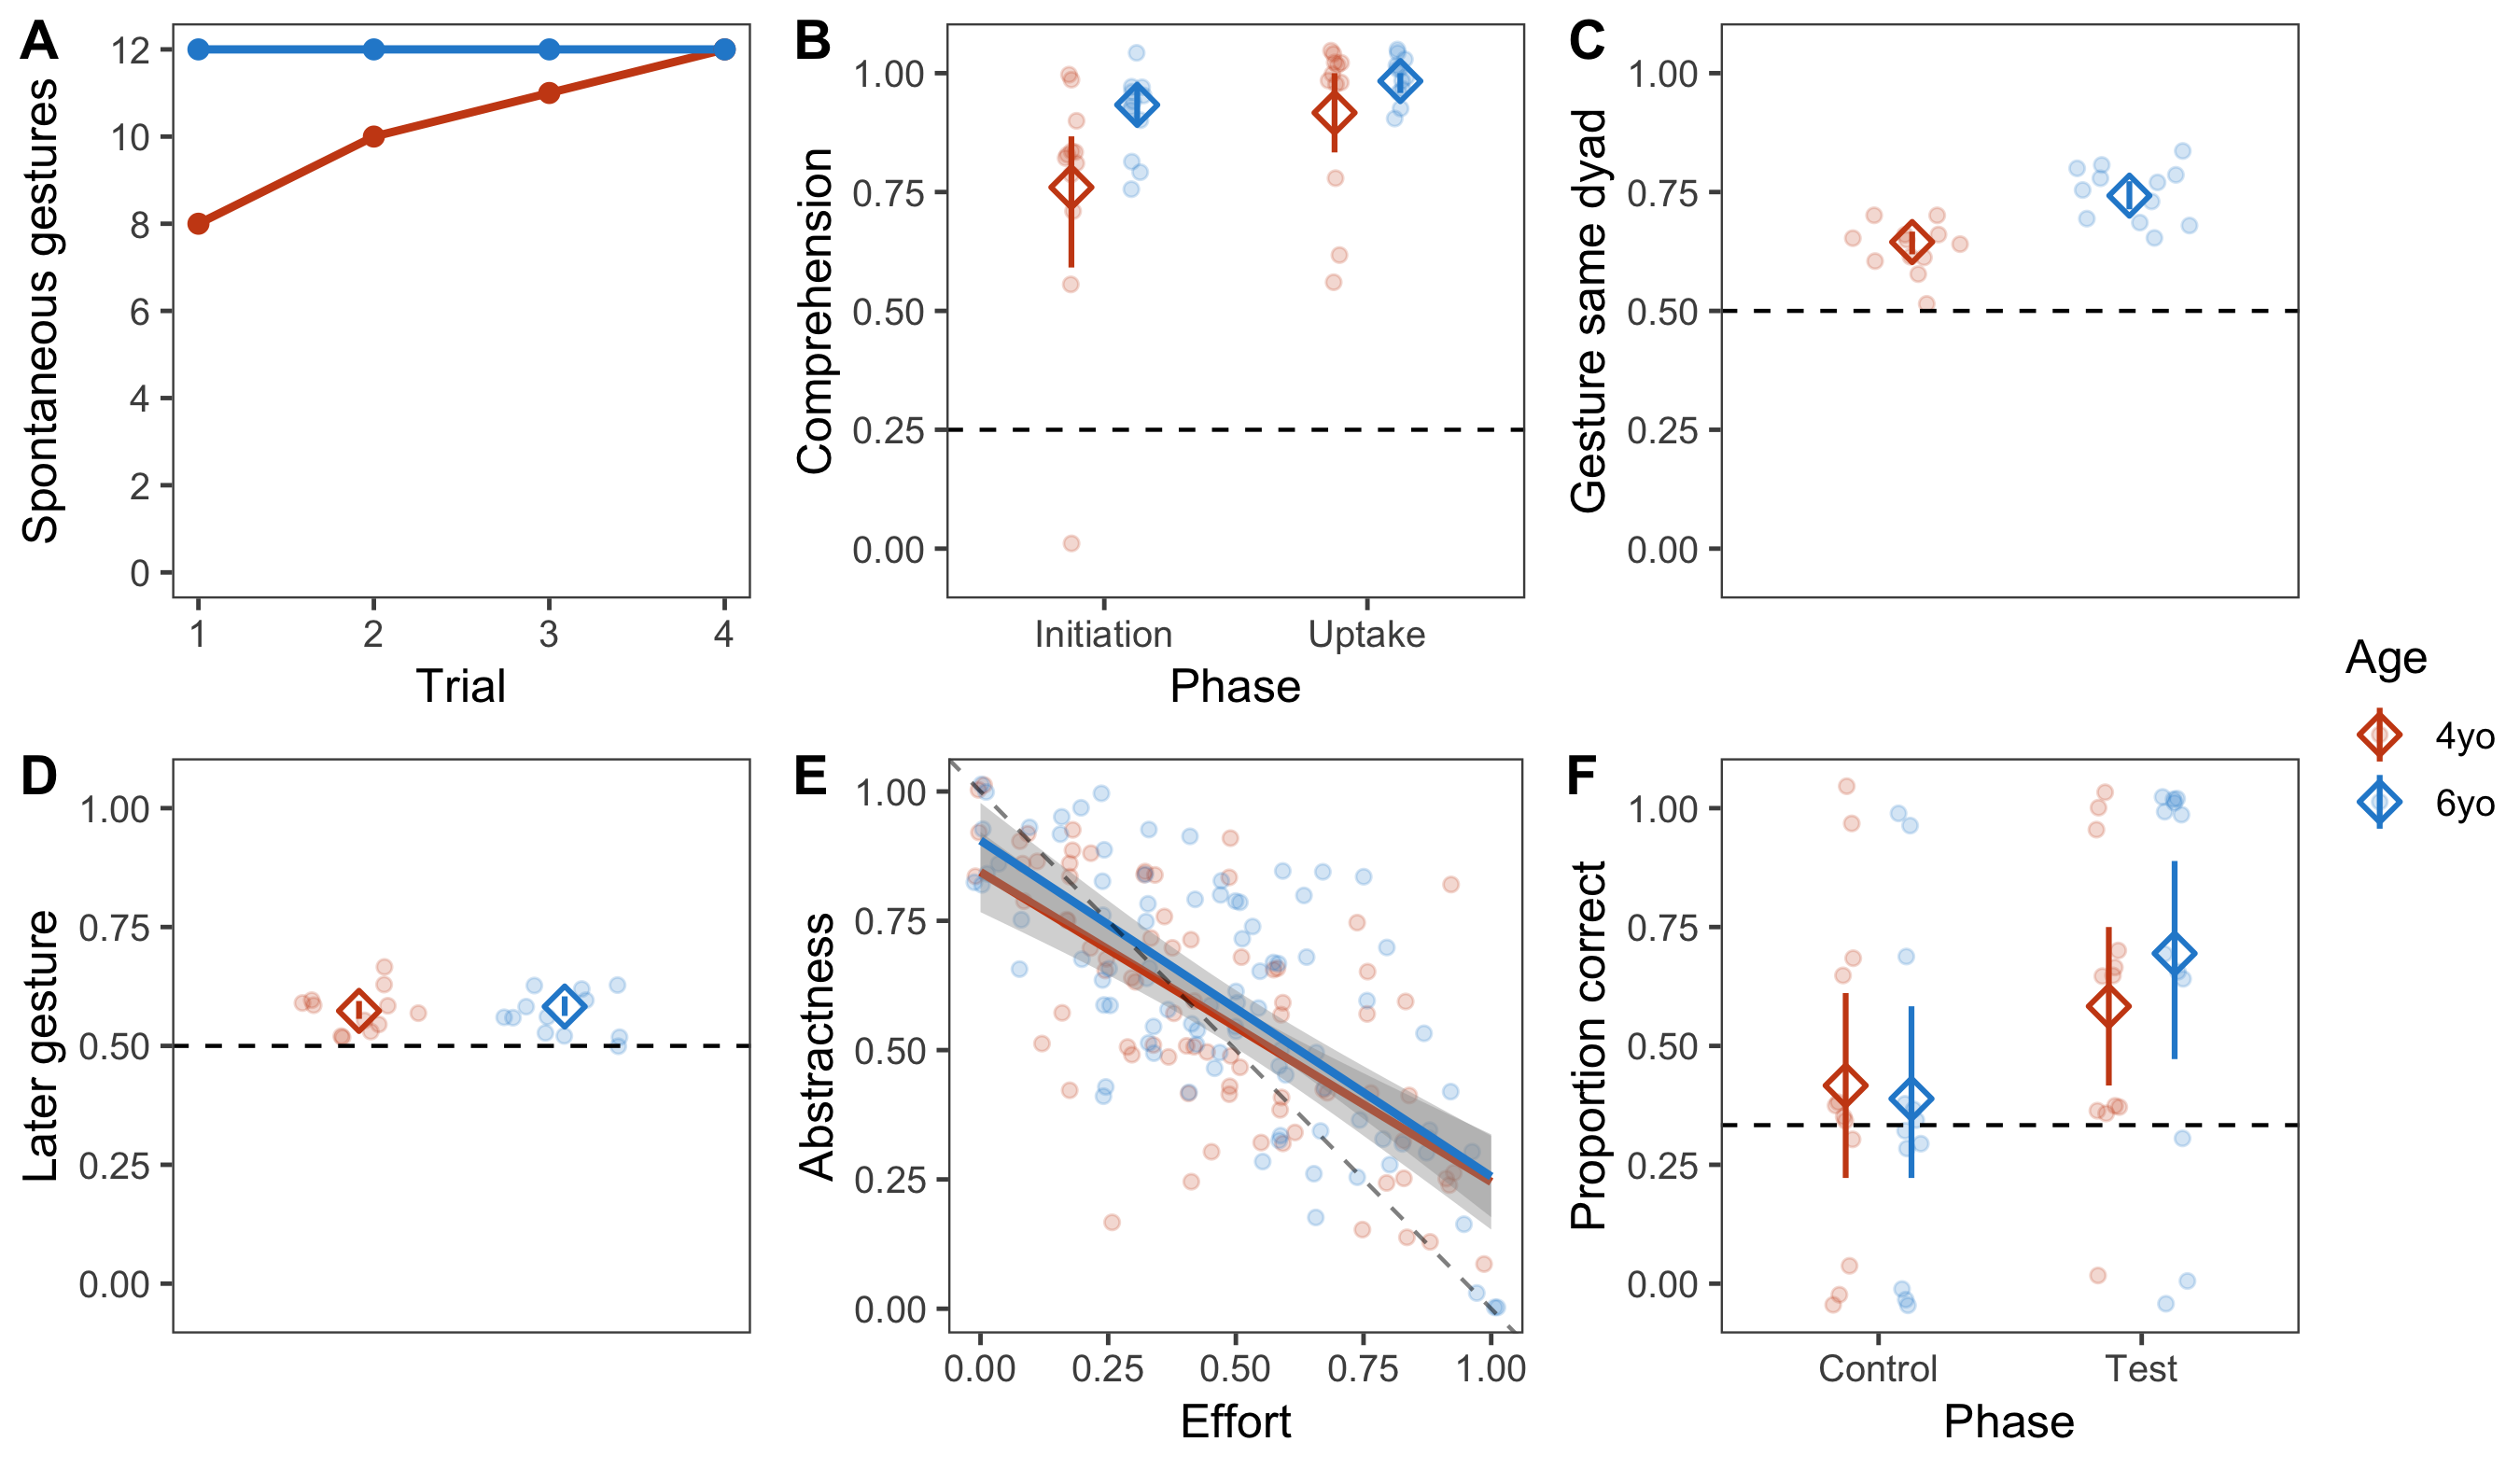 A
Spontaneous gestures
12
10
8
6
4
2
0
1 2 3 4
Trial
B
Comprehension
1.00
0.75
0.50
0.25
0.00
Initiation Uptake
Phase
C
Gesture same dyad
1.00
0.75
0.50
0.25
0.00
D
Later gesture
1.00
0.75
0.50
0.25
0.00
E
Abstractness
1.00
0.75
0.50
0.25
0.00
0.00 0.25 0.50 0.75 1.00
Effort
F
Proportion correct
1.00
0.75
0.50
0.25
0.00
Control Test
Phase
Age
4yo
6yo